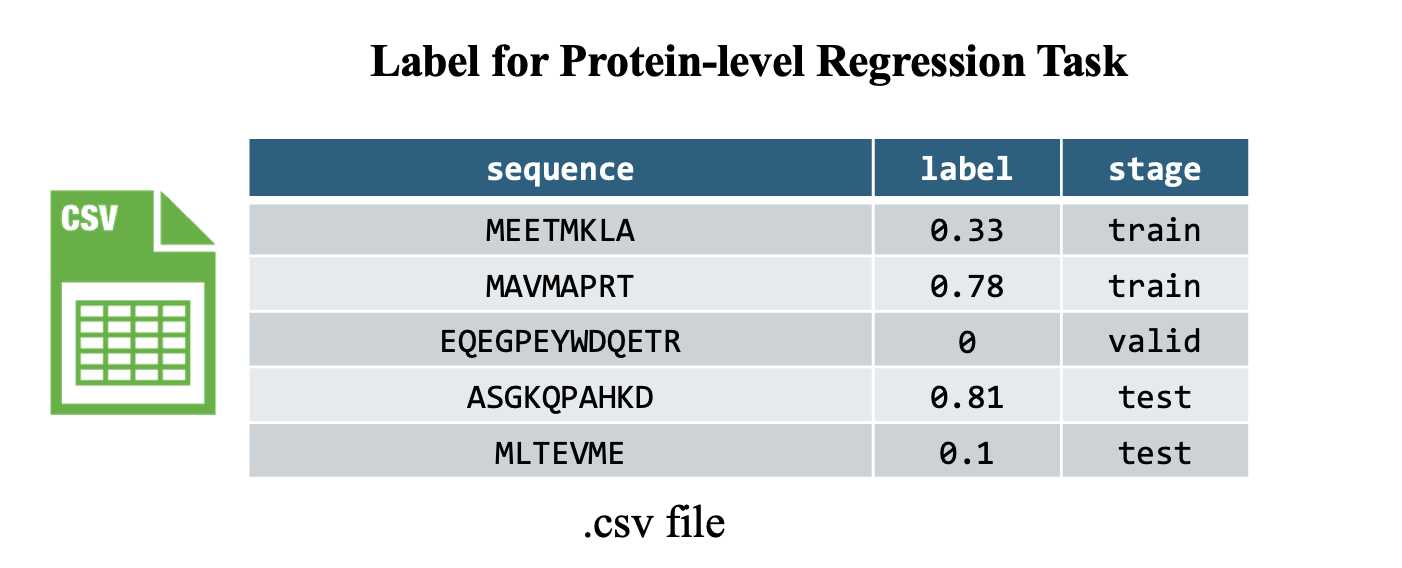 Label for Protein-level Regression Task
CSV
sequence label stage
MEETMKLA 0.33 train
MAVMAPRT 0.78 train
EQEGPEYWDQETR 0 valid
ASGKQPAHKD 0.81 test
MLTEVME 0.1 test
.csv file